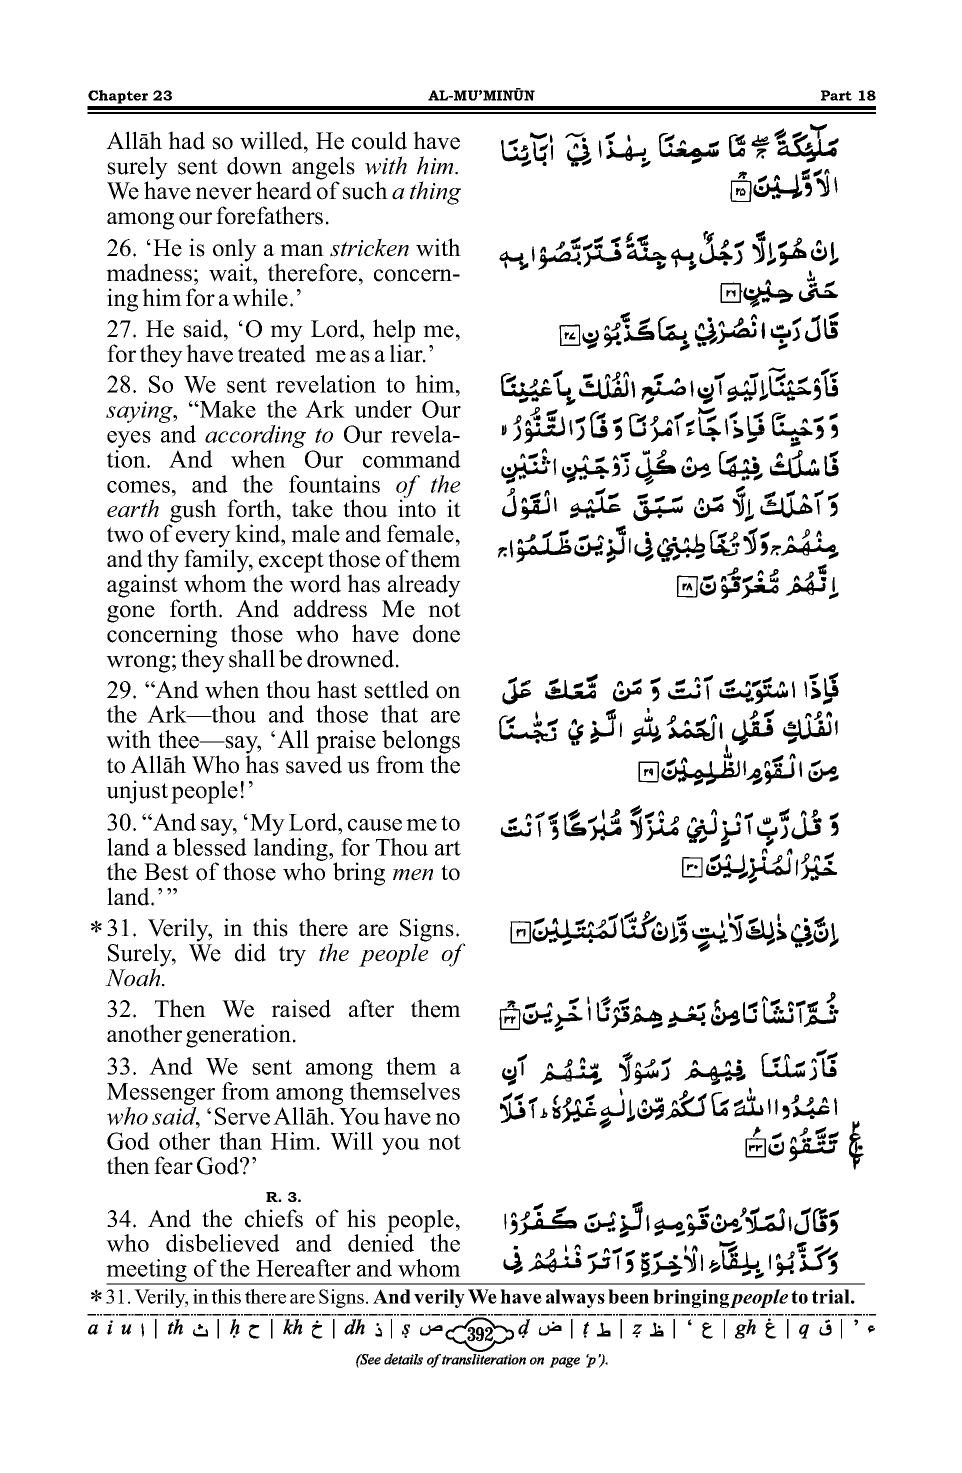 Chapter 23 AL-MU’MINŪN Part 18
Allāh had so willed, He could have
surely sent down angels with him.
We have never heard of such a thing
among our forefathers.
26. ‘He is only a man stricken with
madness; wait, therefore, concern-
ing him for a while.’
27. He said, ‘O my Lord, help me,
for they have treated me as a liar.’
28. So We sent revelation to him,
saying, “Make the Ark under Our
eyes and according to Our revela-
tion. And when Our command
comes, and the fountains of the
earth gush forth, take thou into it
two of every kind, male and female,
and thy family, except those of them
against whom the word has already
gone forth. And address Me not
concerning those who have done
wrong; they shall be drowned.
29. “And when thou hast settled on
the Ark—thou and those that are
with thee—say, ‘All praise belongs
to Allāh Who has saved us from the
unjust people!’
30. “And say, ‘My Lord, cause me to
land a blessed landing, for Thou art
the Best of those who bring men to
land.’”
*31. Verily, in this there are Signs.
Surely, We did try the people of
Noah.
32. Then We raised after them
another generation.
33. And We sent among them a
Messenger from among themselves
who said, ‘Serve Allāh. You have no
God other than Him. Will you not
then fear God?’
R. 3.
34. And the chiefs of his people,
who disbelieved and denied the
meeting of the Hereafter and whom
مَلٰٓئِكَةً ۖۚ مَّا سَمِعْنَا بِهٰذَا فِيْٓ اٰبَآئِنَا
الْاَوَّلِيْنَ ۚ ۲۵
اِنْ هُوَ اِلَّا رَجُلٌۢ بِهٖ جِنَّةٌ فَتَرَبَّصُوْا بِهٖ
حَتّٰى حِيْنٍ ۲۶
قَالَ رَبِّ انْصُرْنِيْ بِمَا كَذَّبُوْنِ ۲۷
فَاَوْحَيْنَآ اِلَيْهِ اَنِ اصْنَعِ الْفُلْكَ بِاَعْيُنِنَا
وَ وَحْيِنَا فَاِذَا جَآءَ اَمْرُنَا وَ فَارَ التَّنُّوْرُ ۙ
فَاسْلُكْ فِيْهَا مِنْ كُلٍّ زَوْجَيْنِ اثْنَيْنِ
وَ اَهْلَكَ اِلَّا مَنْ سَبَقَ عَلَيْهِ الْقَوْلُ
مِنْهُمْ ۚ وَلَا تُخَاطِبْنِيْ فِي الَّذِيْنَ ظَلَمُوْا ۚ
اِنَّهُمْ مُّغْرَقُوْنَ ۲۸
فَاِذَا اسْتَوَيْتَ اَنْتَ وَ مَنْ مَّعَكَ عَلَى
الْفُلْكِ فَقُلِ الْحَمْدُ لِلّٰهِ الَّذِيْ نَجّٰىنَا
مِنَ الْقَوْمِ الظّٰلِمِيْنَ ۲۹
وَ قُلْ رَّبِّ اَنْزِلْنِيْ مُنْزَلًا مُّبٰرَكًا وَّ اَنْتَ
خَيْرُ الْمُنْزِلِيْنَ ۳۰
اِنَّ فِيْ ذٰلِكَ لَاٰيٰتٍ وَّ اِنْ كُنَّا لَمُبْتَلِيْنَ ۳۱
ثُمَّ اَنْشَاْنَا مِنْۢ بَعْدِهِمْ قَرْنًا اٰخَرِيْنَ ۚ ۳۲
فَاَرْسَلْنَا فِيْهِمْ رَسُوْلًا مِّنْهُمْ اَنِ
اعْبُدُوا اللّٰهَ مَا لَكُمْ مِّنْ اِلٰهٍ غَيْرُهٗ ؕ اَفَلَا
تَتَّقُوْنَ ۳۳
وَقَالَ الْمَلَاُ مِنْ قَوْمِهِ الَّذِيْنَ كَفَرُوْا
وَكَذَّبُوْا بِلِقَآءِ الْاٰخِرَةِ وَ اَتْرَفْنٰهُمْ فِي
*31. Verily, in this there are Signs. And verily We have always been bringing people to trial.
a i u ا | th ث | ḥ ح | kh خ | dh ذ | ṣ ص 392 ḍ ض | ṭ ط | ẓ ظ | ‘ ع | gh غ | q ق | ’ ء
(See details of transliteration on page ‘p’).